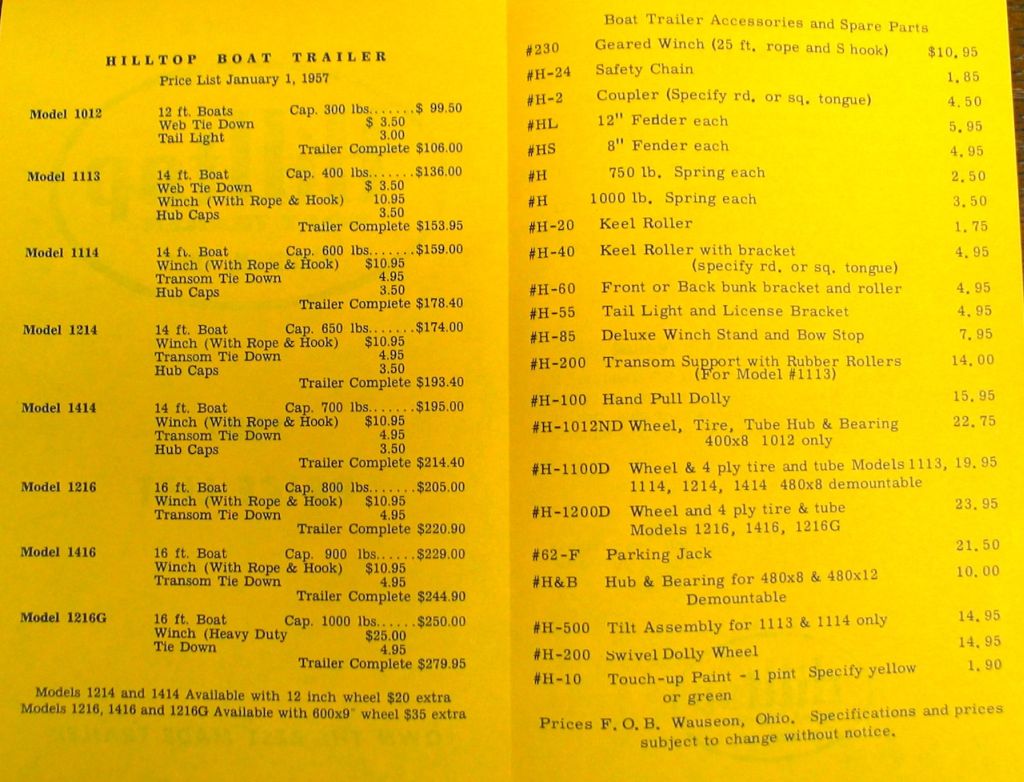 HILLTOP BOAT TRAILER
Price List January 1, 1957
Model 1012 12 ft. Boats Cap. 300 lbs.......$ 99.50
Web Tie Down $ 3.50
Tail Light 3.00
Trailer Complete $106.00
Model 1113 14 ft. Boat Cap. 400 lbs.......$136.00
Web Tie Down $ 3.50
Winch (With Rope & Hook) 10.95
Hub Caps 3.50
Trailer Complete $153.95
Model 1114 14 ft. Boat Cap. 600 lbs.......$159.00
Winch (With Rope & Hook) $10.95
Transom Tie Down 4.95
Hub Caps 3.50
Trailer Complete $178.40
Model 1214 14 ft. Boat Cap. 650 lbs.......$174.00
Winch (With Rope & Hook) $10.95
Transom Tie Down 4.95
Hub Caps 3.50
Trailer Complete $193.40
Model 1414 14 ft. Boat Cap. 700 lbs.......$195.00
Winch (With Rope & Hook) $10.95
Transom Tie Down 4.95
Hub Caps 3.50
Trailer Complete $214.40
Model 1216 16 ft. Boat Cap. 800 lbs.......$205.00
Winch (With Rope & Hook) $10.95
Transom Tie Down 4.95
Trailer Complete $220.90
Model 1416 16 ft. Boat Cap. 900 lbs.......$229.00
Winch (With Rope & Hook) $10.95
Transom Tie Down 4.95
Trailer Complete $244.90
Model 1216G 16 ft. Boat Cap. 1000 lbs......$250.00
Winch (Heavy Duty $25.00
Tie Down 4.95
Trailer Complete $279.95
Models 1214 and 1414 Available with 12 inch wheel $20 extra
Models 1216, 1416 and 1216G Available with 600x9" wheel $35 extra
Boat Trailer Accessories and Spare Parts
#230 Geared Winch (25 ft. rope and S hook) $10.95
#H-24 Safety Chain 1.85
#H-2 Coupler (Specify rd. or sq. tongue) 4.50
#HL 12" Fedder each 5.95
#HS 8" Fender each 4.95
#H 750 lb. Spring each 2.50
#H 1000 lb. Spring each 3.50
#H-20 Keel Roller 1.75
#H-40 Keel Roller with bracket 4.95
(specify rd. or sq. tongue)
#H-60 Front or Back bunk bracket and roller 4.95
#H-55 Tail Light and License Bracket 4.95
#H-85 Deluxe Winch Stand and Bow Stop 7.95
#H-200 Transom Support with Rubber Rollers 14.00
(For Model #1113)
#H-100 Hand Pull Dolly 15.95
#H-1012ND Wheel, Tire, Tube Hub & Bearing 22.75
400x8 1012 only
#H-1100D Wheel & 4 ply tire and tube Models 1113, 19.95
1114, 1214, 1414 480x8 demountable
#H-1200D Wheel and 4 ply tire & tube 23.95
Models 1216, 1416, 1216G
#62-F Parking Jack 21.50
#H&B Hub & Bearing for 480x8 & 480x12 10.00
Demountable
#H-500 Tilt Assembly for 1113 & 1114 only 14.95
#H-200 Swivel Dolly Wheel 14.95
#H-10 Touch-up Paint - 1 pint Specify yellow 1.90
or green
Prices F.O.B. Wauseon, Ohio. Specifications and prices
subject to change without notice.